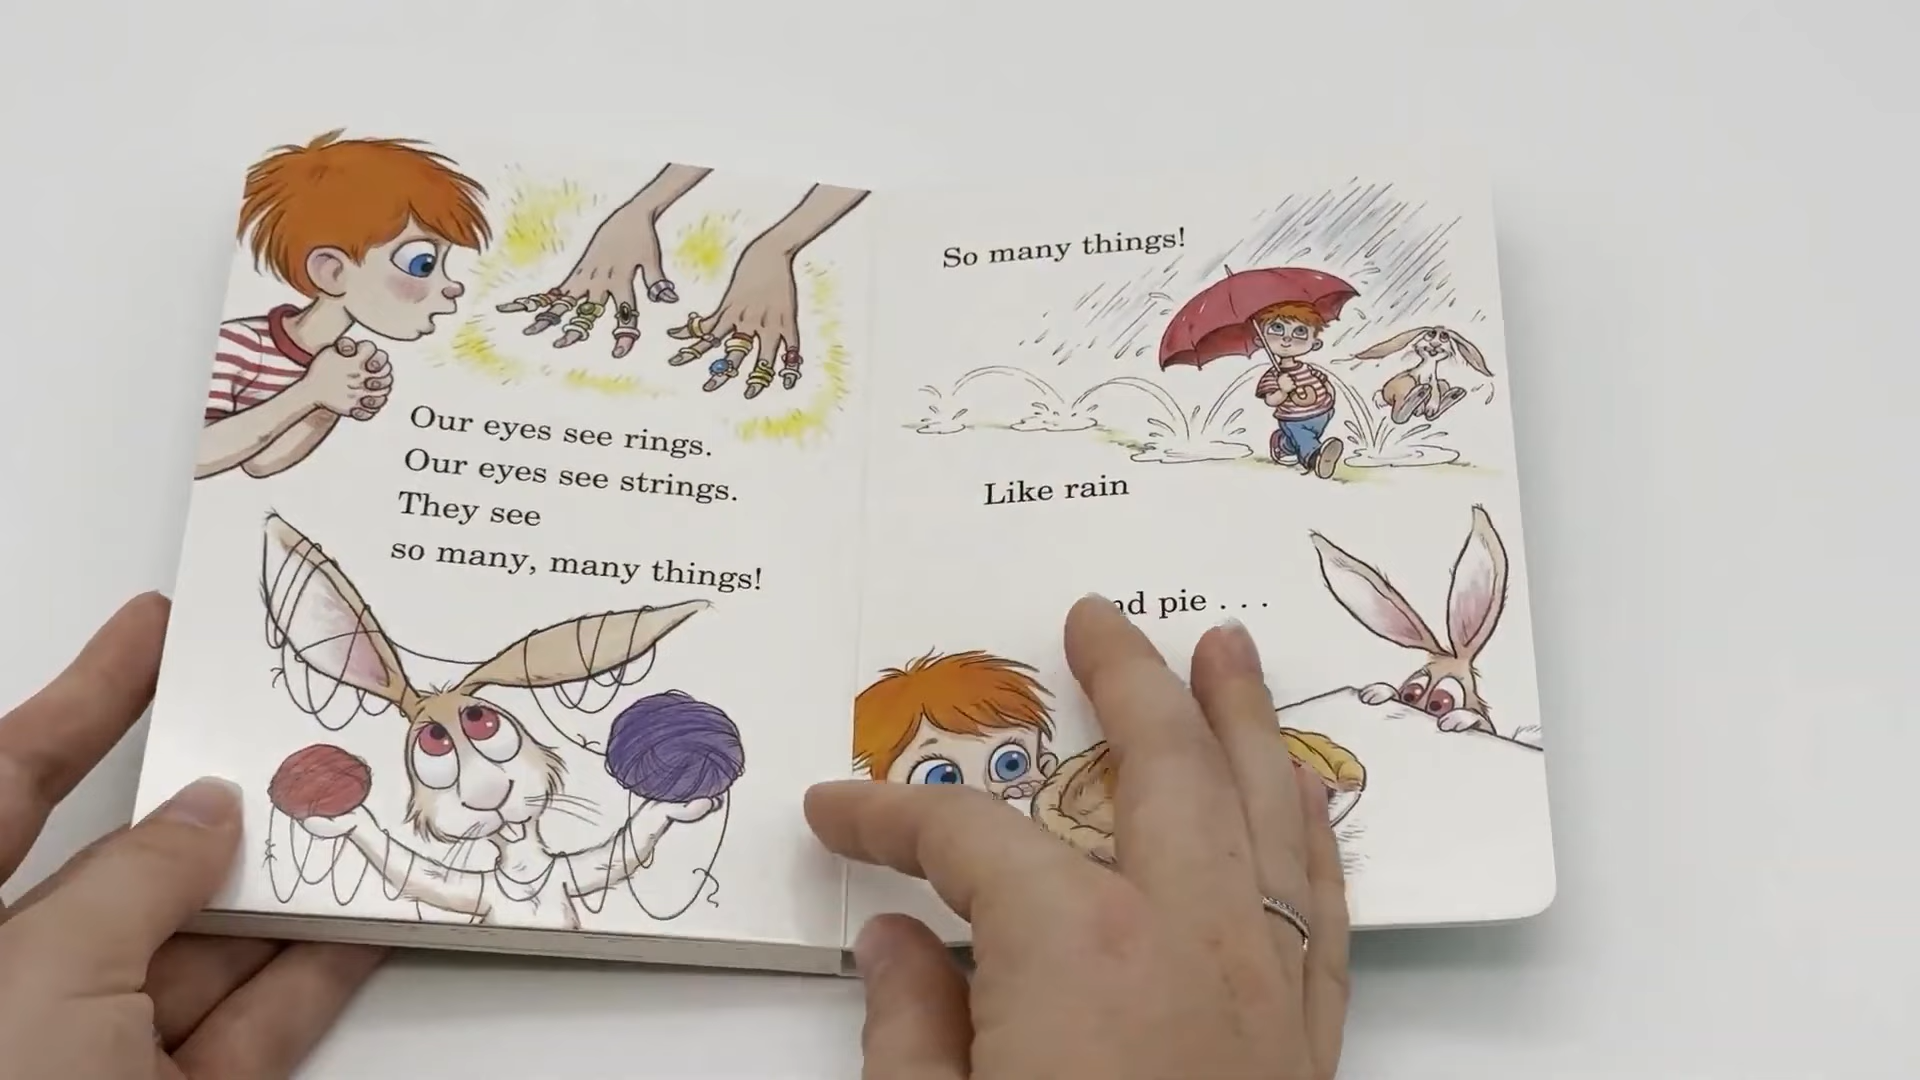 Our eyes see rings.
Our eyes see strings.
They see
so many, many things!
So many things!
Like rain
pie . . .